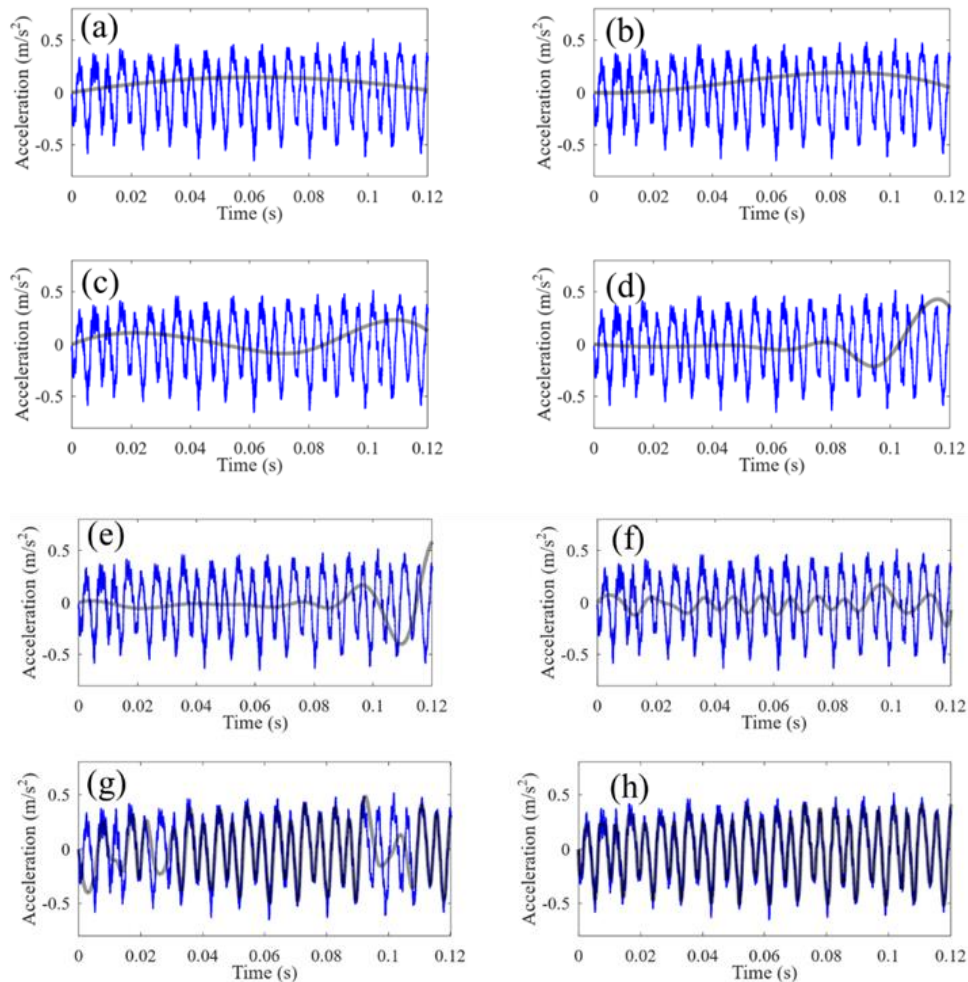 (a) (b)
Acceleration (m/s²) 0.5 0 -0.5 Acceleration (m/s²) 0.5 0 -0.5
0 0.02 0.04 0.06 0.08 0.1 0.12 0 0.02 0.04 0.06 0.08 0.1 0.12
Time (s) Time (s)
(c) (d)
Acceleration (m/s²) 0.5 0 -0.5 Acceleration (m/s²) 0.5 0 -0.5
0 0.02 0.04 0.06 0.08 0.1 0.12 0 0.02 0.04 0.06 0.08 0.1 0.12
Time (s) Time (s)
(e) (f)
Acceleration (m/s²) 0.5 0 -0.5 Acceleration (m/s²) 0.5 0 -0.5
0 0.02 0.04 0.06 0.08 0.1 0.12 0 0.02 0.04 0.06 0.08 0.1 0.12
Time (s) Time (s)
(g) (h)
Acceleration (m/s²) 0.5 0 -0.5 Acceleration (m/s²) 0.5 0 -0.5
0 0.02 0.04 0.06 0.08 0.1 0.12 0 0.02 0.04 0.06 0.08 0.1 0.12
Time (s) Time (s)